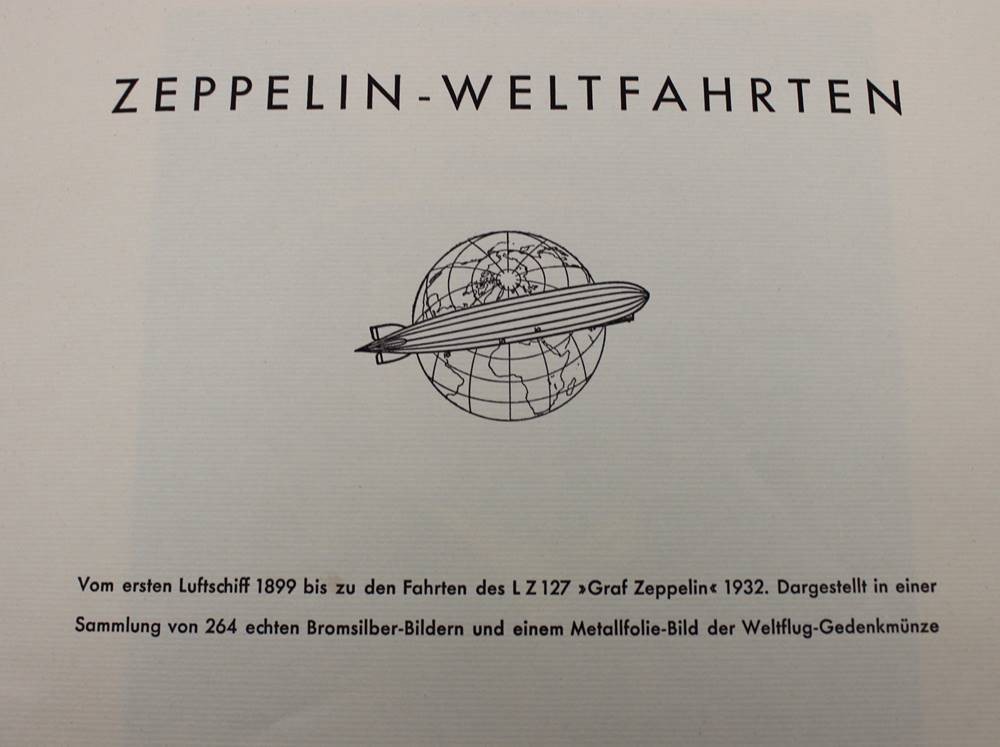 ZEPPELIN-WELTFAHRTEN
Vom ersten Luftschiff 1899 bis zu den Fahrten des L Z 127 »Graf Zeppelin« 1932. Dargestellt in einer
Sammlung von 264 echten Bromsilber-Bildern und einem Metallfolie-Bild der Weltflug-Gedenkmünze